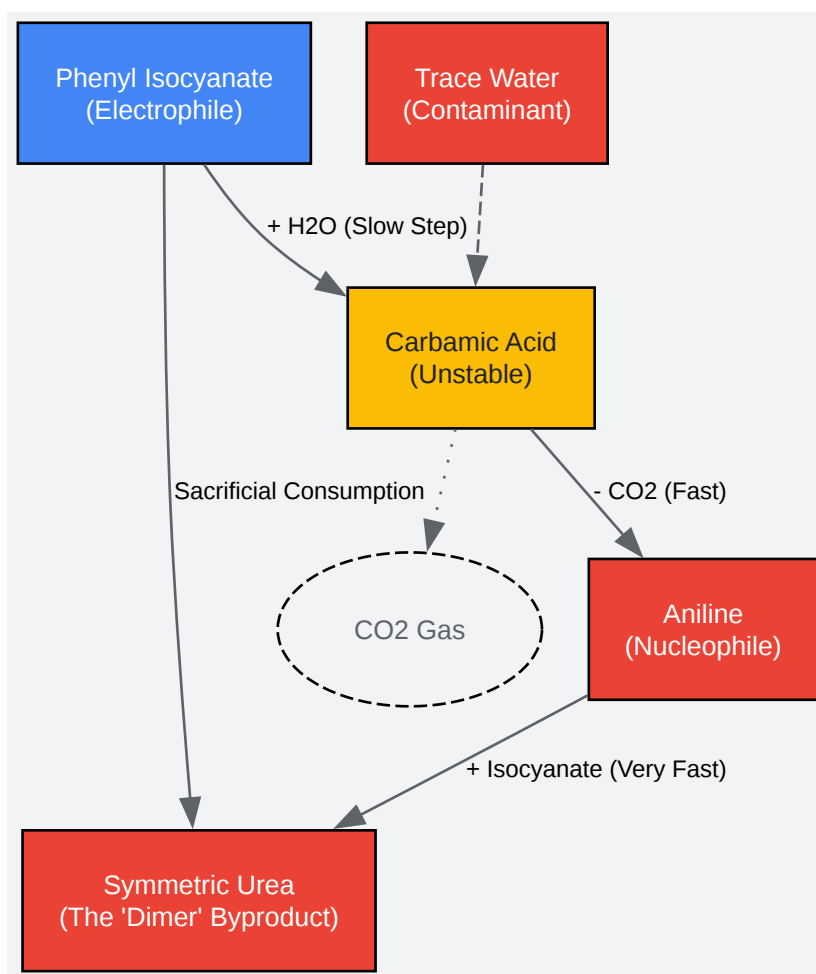 Phenyl Isocyanate
(Electrophile)
Trace Water
(Contaminant)
+ H2O (Slow Step)
Carbamic Acid
(Unstable)
Sacrificial Consumption
- CO2 (Fast)
CO2 Gas
Aniline
(Nucleophile)
+ Isocyanate (Very Fast)
Symmetric Urea
(The 'Dimer' Byproduct)